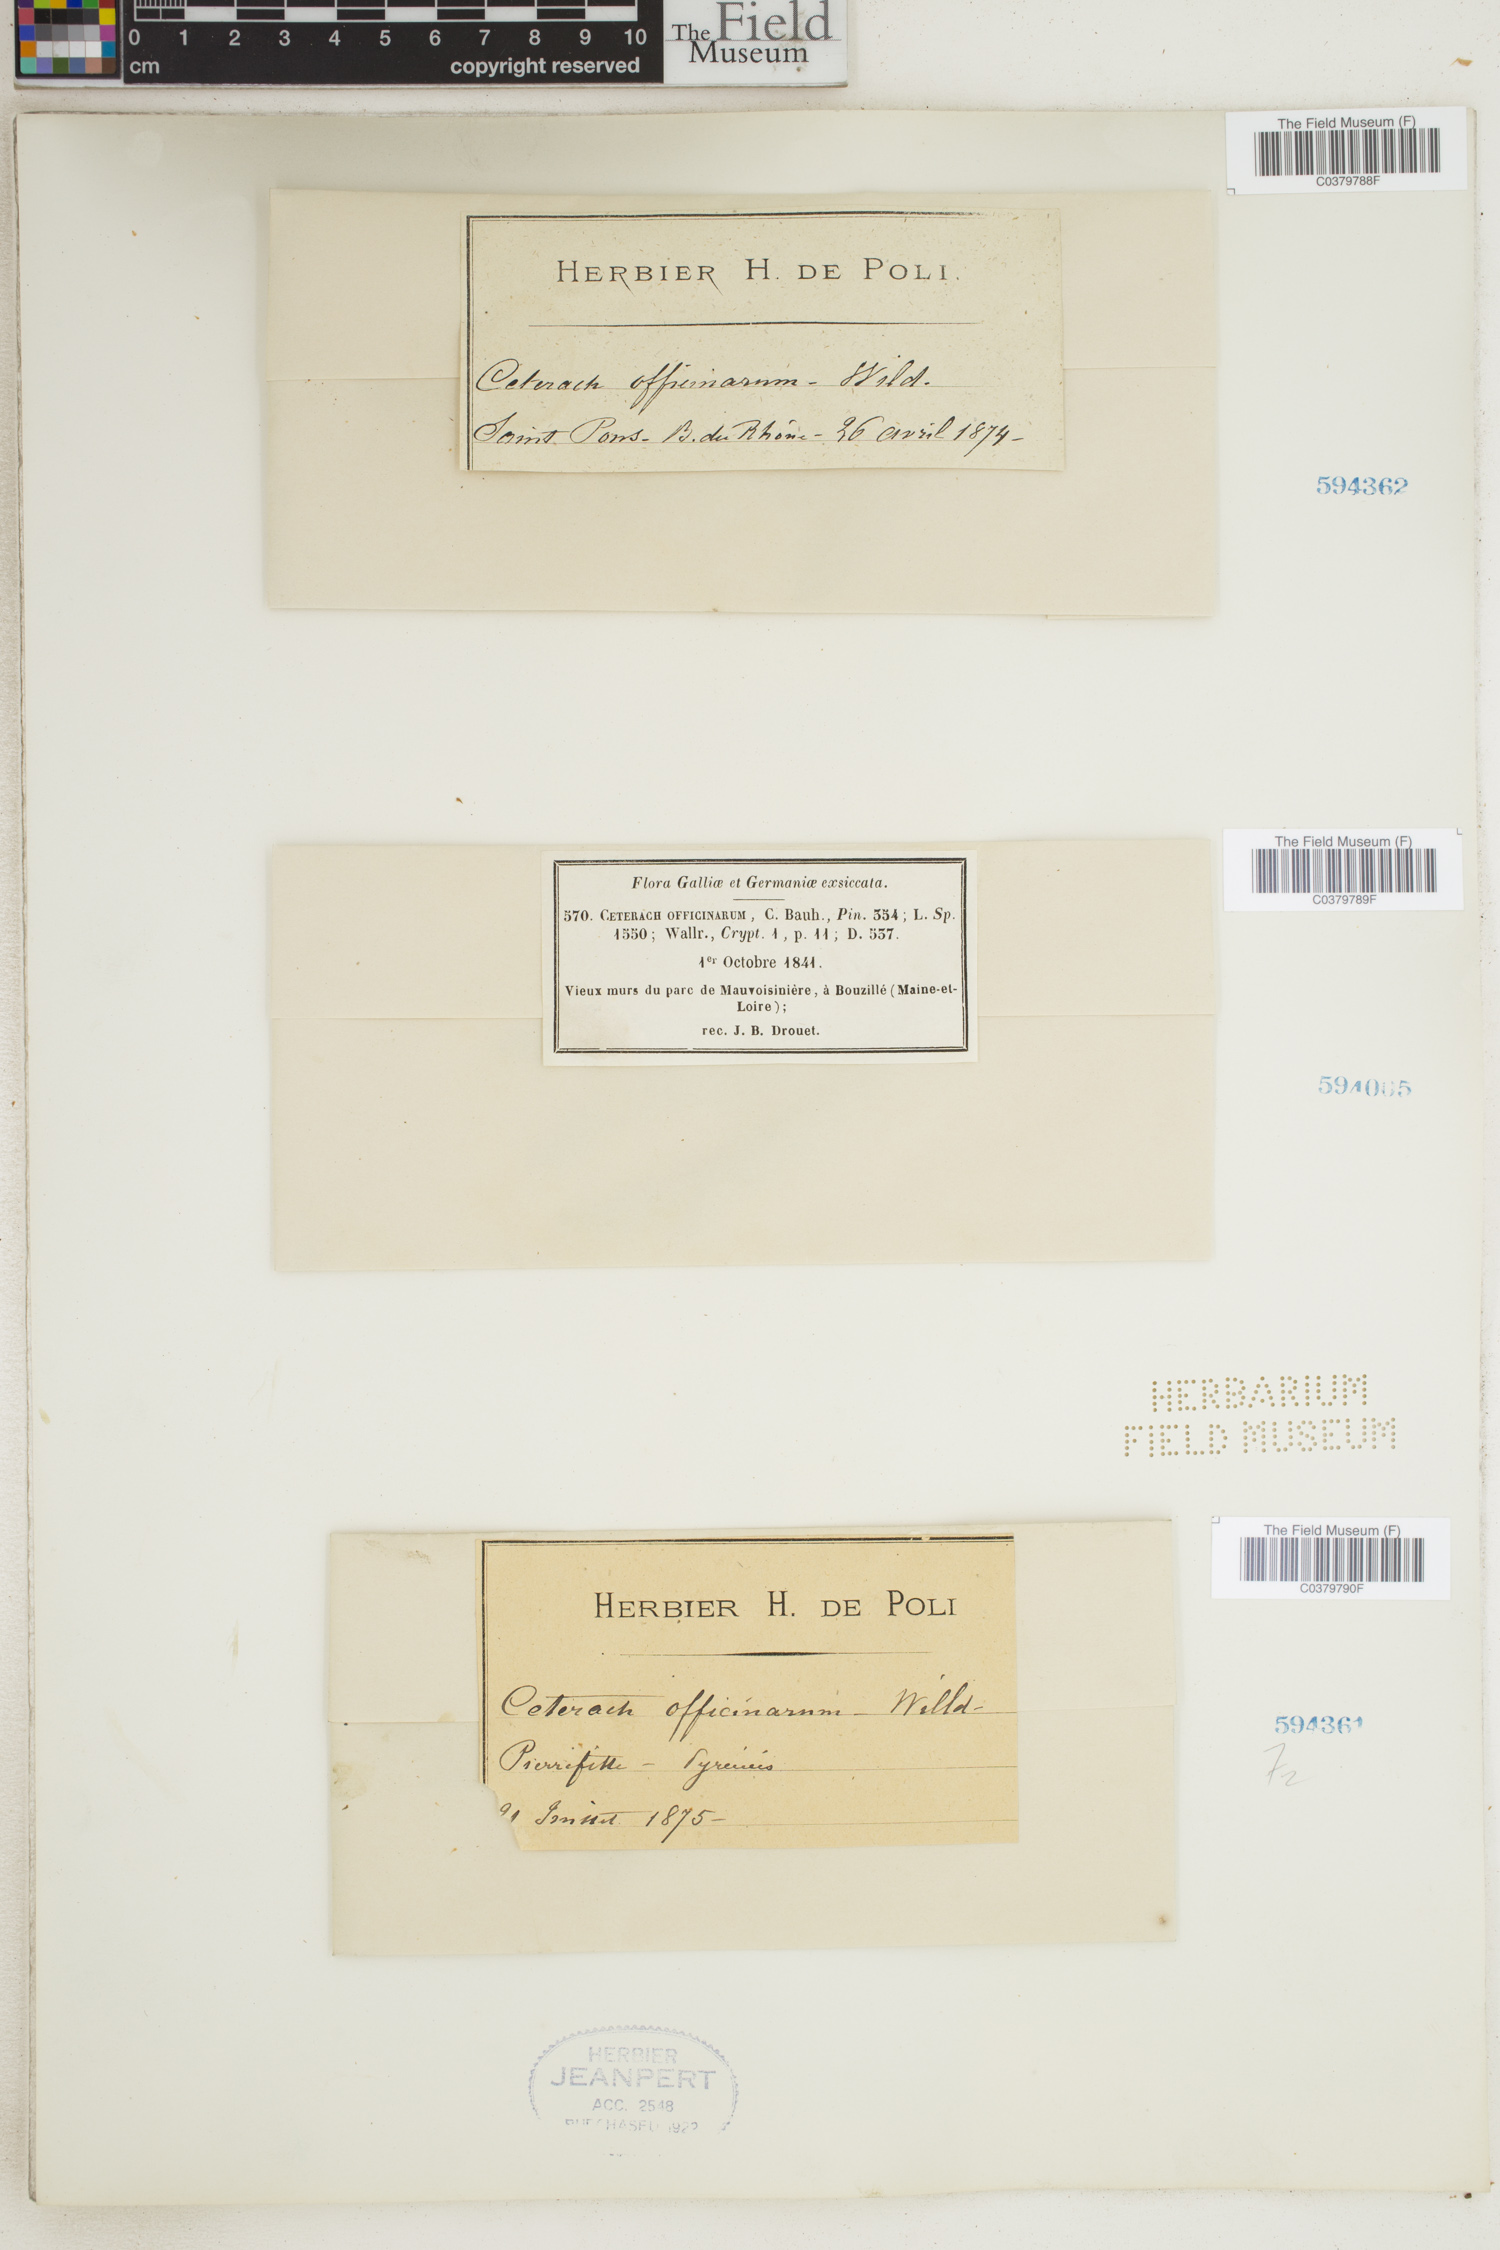 0 1 2 3 4 5 6 7 8 9 10
cm copyright reserved
The Field
Museum
The Field Museum (F)
C0379788F
HERBIER H. DE POLI.
Ceterach officinarum - Wild.
Saint Pons - B. du Rhône - 26 avril 1874 -
594362
The Field Museum (F)
C0379789F
Flora Galliæ et Germaniæ exsiccata.
570. CETERACH OFFICINARUM, C. Bauh., Pin. 354; L. Sp.
1550; Wallr., Crypt. 1, p. 11; D. 537.
1er Octobre 1841.
Vieux murs du parc de Mauvoisinière, à Bouzillé (Maine-et-
Loire);
rec. J. B. Drouet.
HERBARIUM
FIELD MUSEUM
The Field Museum (F)
C0379790F
HERBIER H. DE POLI
Ceterach officinarum - Willd -
Pierrefitte - Pyrénées
1875 -
594361
HERBIER
JEANPERT
ACC. 2548
PURCHASED 1922